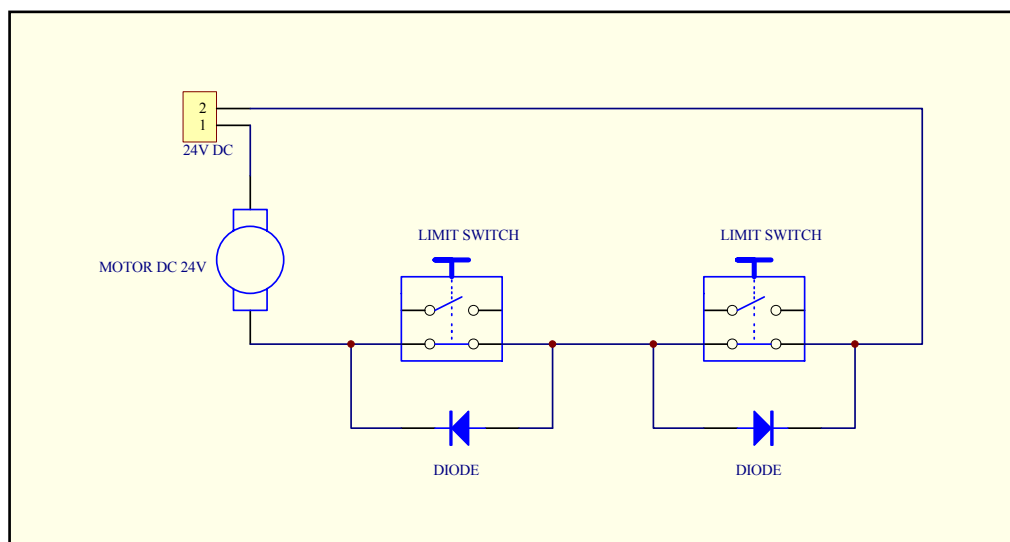 2
1
24V DC
LIMIT SWITCH
LIMIT SWITCH
MOTOR DC 24V
DIODE
DIODE